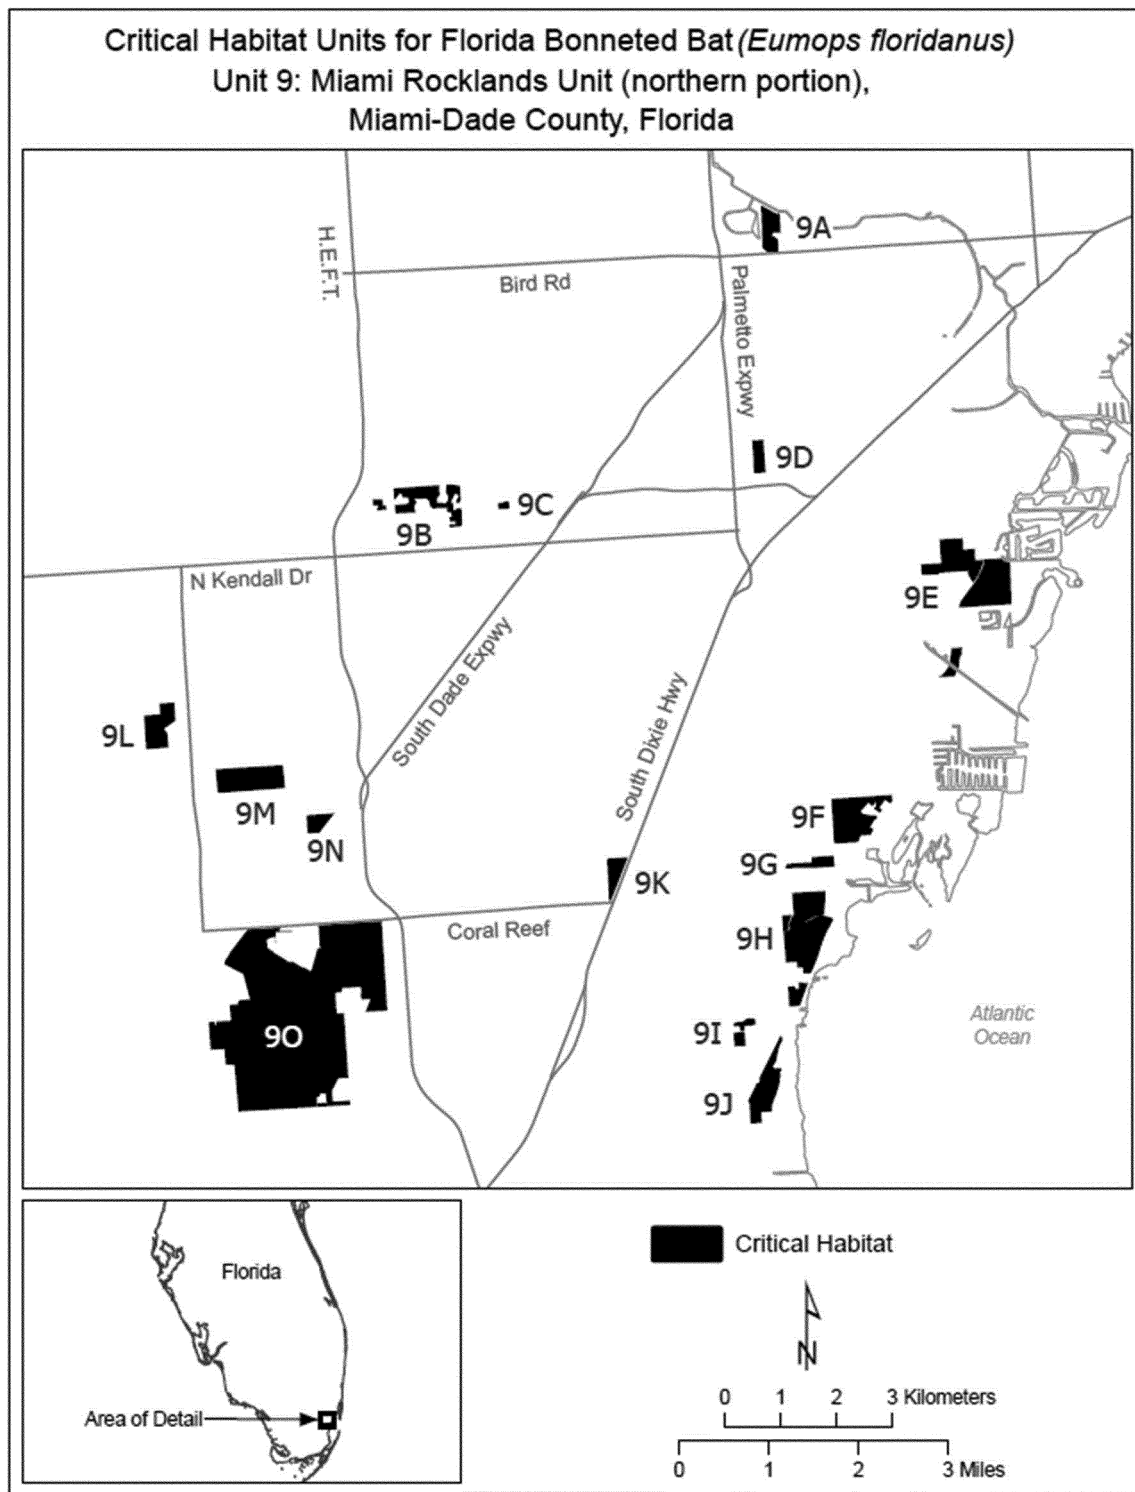 Critical Habitat Units for Florida Bonneted Bat (Eumops floridanus)
Unit 9: Miami Rocklands Unit (northern portion),
Miami-Dade County, Florida
9A
H.E.F.T.
Bird Rd
Palmetto Expwy
9D
9C
9B
N Kendall Dr
9E
South Dade Expwy
South Dixie Hwy
9L
9M
9N
9F
9G
9K
9H
Coral Reef
Atlantic
Ocean
9O
9I
9J
Florida
Area of Detail
Critical Habitat
N
0 1 2 3 Kilometers
0 1 2 3 Miles